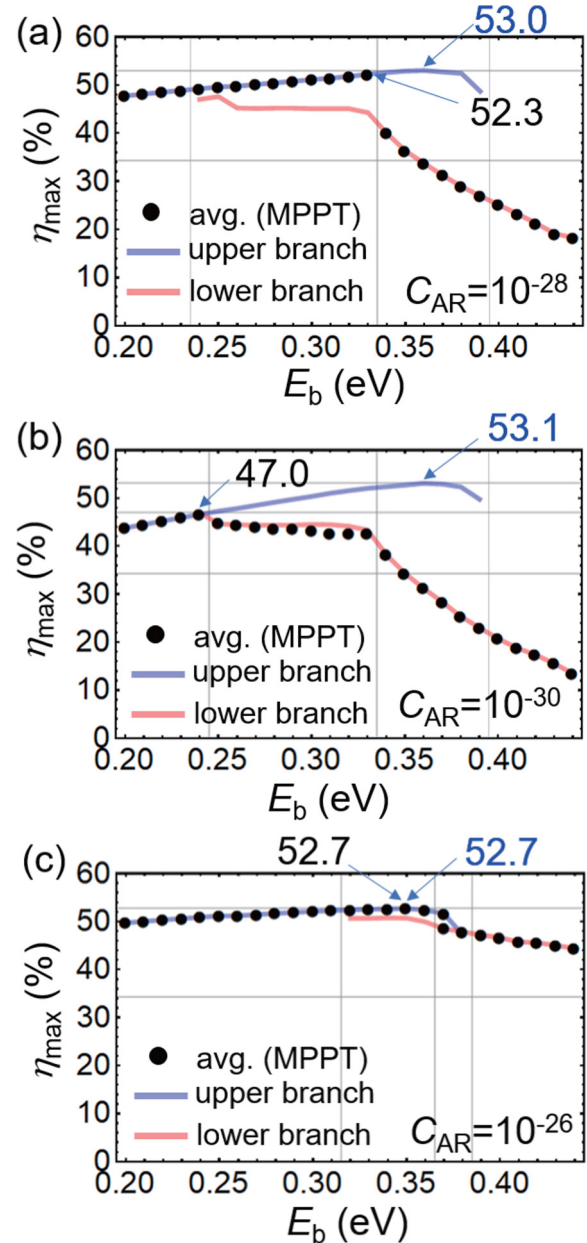 (a)
53.0
60
50
52.3
40
30
20
10
0
η_max (%)
avg. (MPPT)
upper branch
lower branch
C_AR=10^-28
0.20 0.25 0.30 0.35 0.40
E_b (eV)
(b)
53.1
60
47.0
50
40
30
20
10
0
η_max (%)
avg. (MPPT)
upper branch
lower branch
C_AR=10^-30
0.20 0.25 0.30 0.35 0.40
E_b (eV)
(c)
52.7 52.7
60
50
40
30
20
10
0
η_max (%)
avg. (MPPT)
upper branch
lower branch
C_AR=10^-26
0.20 0.25 0.30 0.35 0.40
E_b (eV)